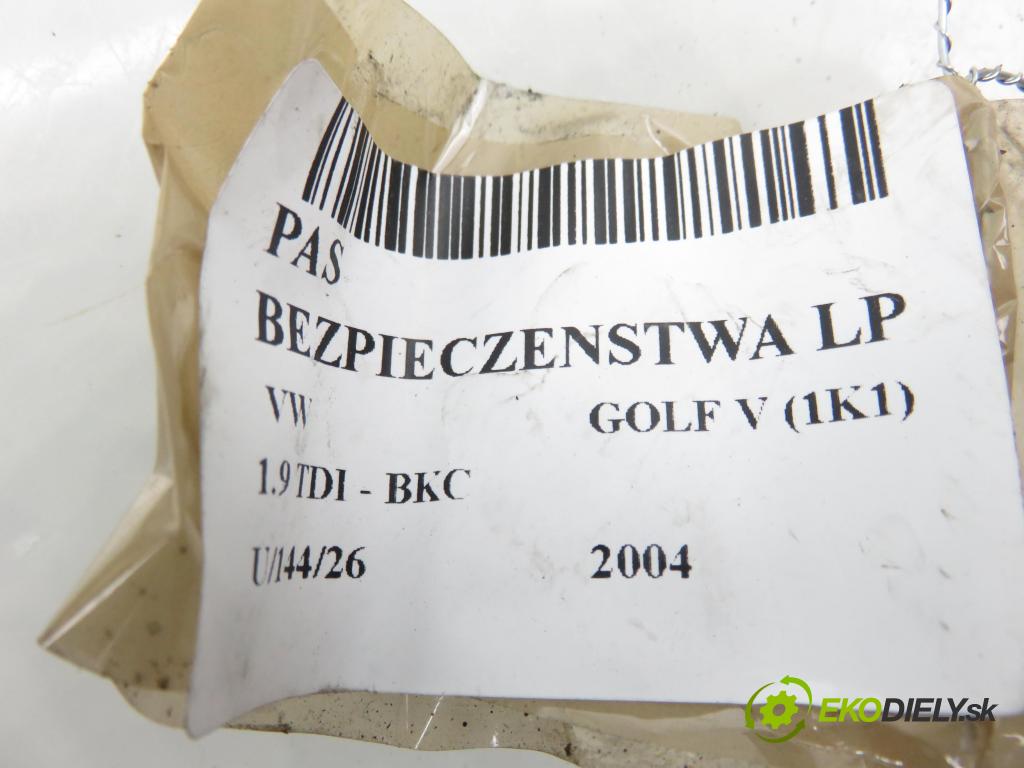 PAS
BEZPIECZENSTWA LP
VW GOLF V (1K1)
1.9 TDI - BKC
U/144/26 2004
EKODIELY.sk